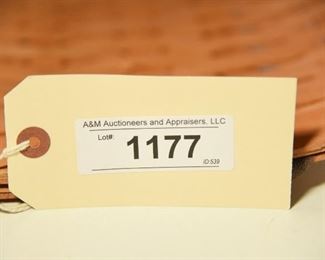 A&M Auctioneers and Appraisers. LLC
Lot#:
1177
ID:539